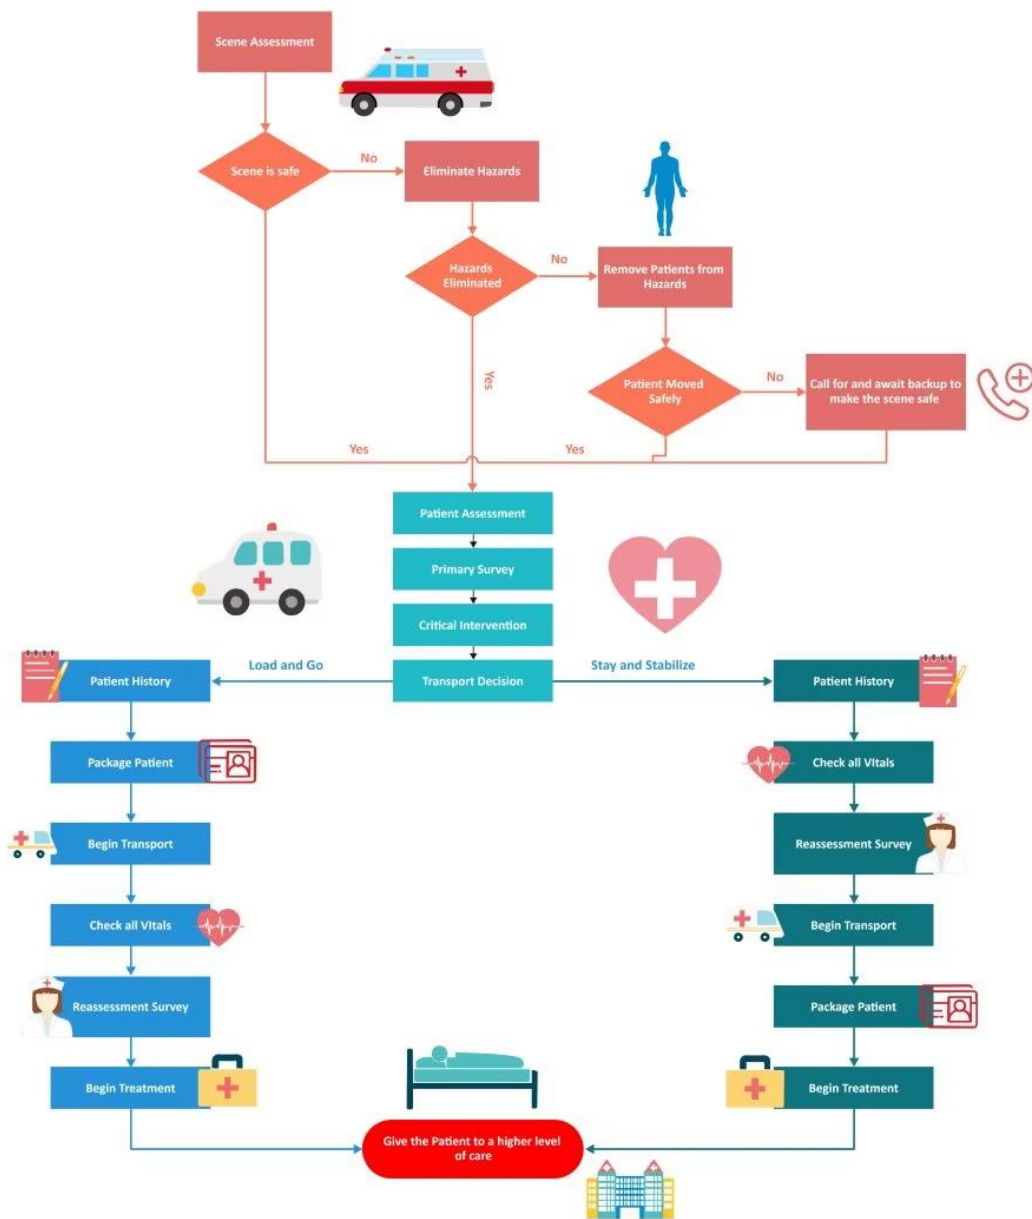 Scene Assessment
Scene is safe
No
Eliminate Hazards
Hazards
Eliminated
No
Remove Patients from
Hazards
Yes
Patient Moved
Safely
No
Call for and await backup to
make the scene safe
Yes
Yes
Patient Assessment
Primary Survey
Critical Intervention
Transport Decision
Load and Go
Stay and Stabilize
Patient History
Package Patient
Begin Transport
Check all VItals
Reassessment Survey
Begin Treatment
Patient History
Check all VItals
Reassessment Survey
Begin Transport
Package Patient
Begin Treatment
Give the Patient to a higher level
of care